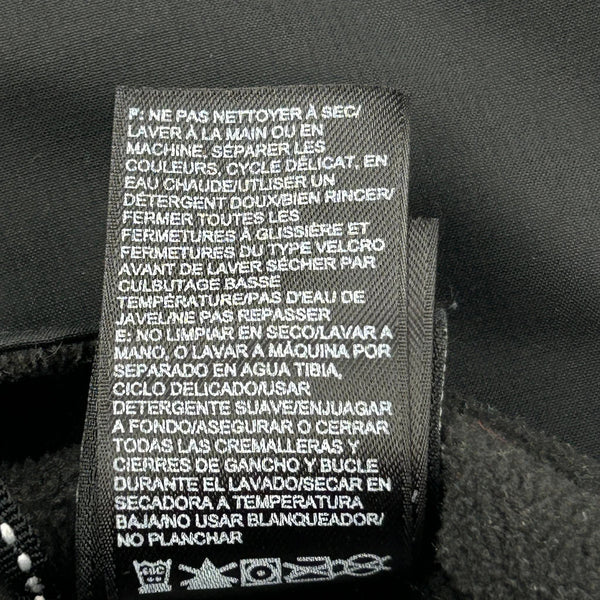 F: NE PAS NETTOYER À SEC/
LAVER À LA MAIN OU EN
MACHINE, SÉPARER LES
COULEURS, CYCLE DÉLICAT, EN
EAU CHAUDE/UTLISER UN
DÉTERGENT DOUX/BIEN RINCER/
FERMER TOUTES LES
FERMETURES À GLISSIÈRE ET
FERMETURES DU TYPE VELCRO
AVANT DE LAVER SÉCHER PAR
CULBUTAGE BASSE
TEMPÉRATURE/PAS D'EAU DE
JAVEL/NE PAS REPASSER
E: NO LIMPIAR EN SECO/LAVAR A
MANO, O LAVAR A MÁQUINA POR
SEPARADO EN AGUA TIBIA,
CICLO DELICADO/USAR
DETERGENTE SUAVE/ENJUAGAR
A FONDO/ASEGURAR O CERRAR
TODAS LAS CREMALLERAS Y
CIERRES DE GANCHO Y BUCLE
DURANTE EL LAVADO/SECAR EN
SECADORA A TEMPERATURA
BAJA/NO USAR BLANQUEADOR/
NO PLANCHAR